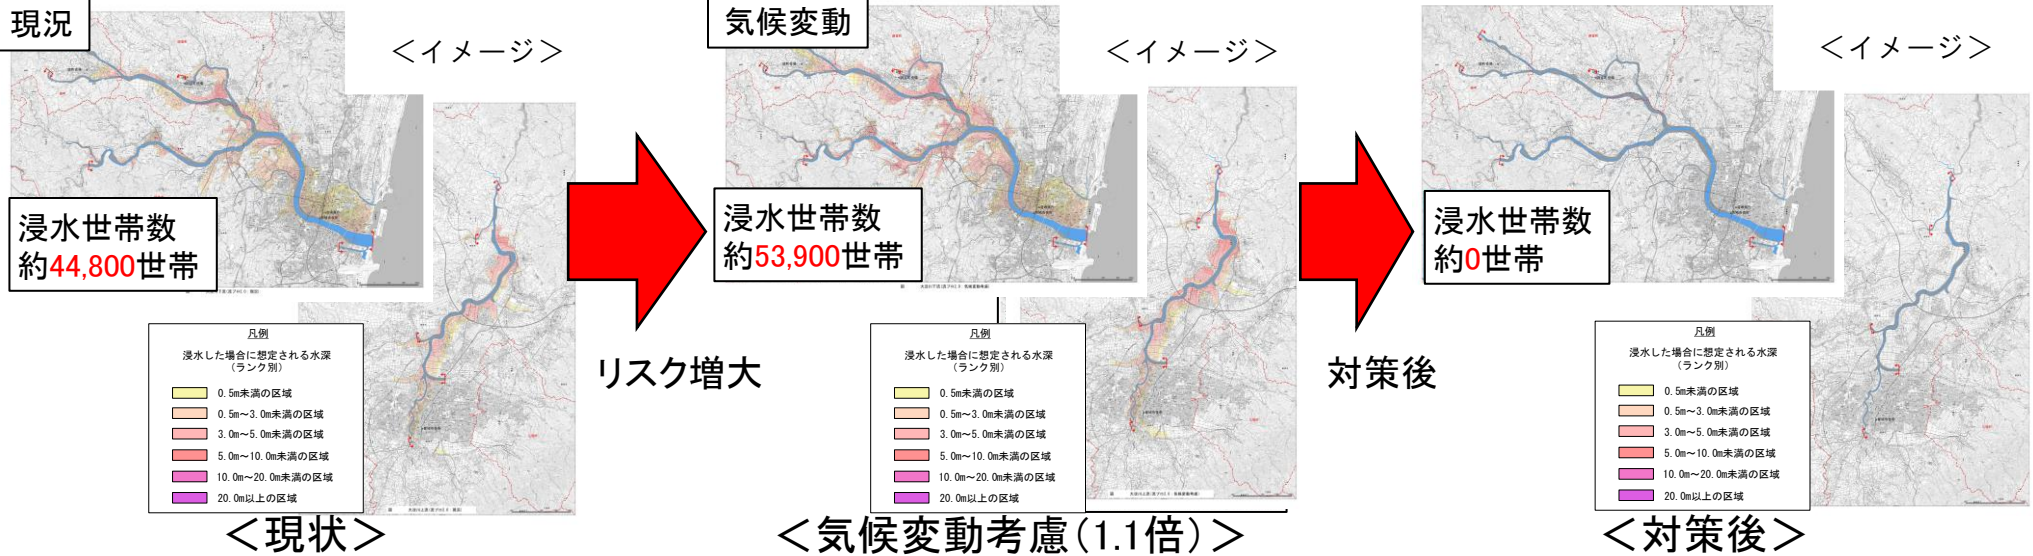 現況
＜イメージ＞
浸水世帯数
約44,800世帯
凡例
浸水した場合に想定される水深
（ランク別）
0.5m未満の区域
0.5m～3.0m未満の区域
3.0m～5.0m未満の区域
5.0m～10.0m未満の区域
10.0m～20.0m未満の区域
20.0m以上の区域
＜現状＞
リスク増大
気候変動
＜イメージ＞
浸水世帯数
約53,900世帯
凡例
浸水した場合に想定される水深
（ランク別）
0.5m未満の区域
0.5m～3.0m未満の区域
3.0m～5.0m未満の区域
5.0m～10.0m未満の区域
10.0m～20.0m未満の区域
20.0m以上の区域
＜気候変動考慮（1.1倍）＞
対策後
＜イメージ＞
浸水世帯数
約0世帯
凡例
浸水した場合に想定される水深
（ランク別）
0.5m未満の区域
0.5m～3.0m未満の区域
3.0m～5.0m未満の区域
5.0m～10.0m未満の区域
10.0m～20.0m未満の区域
20.0m以上の区域
＜対策後＞